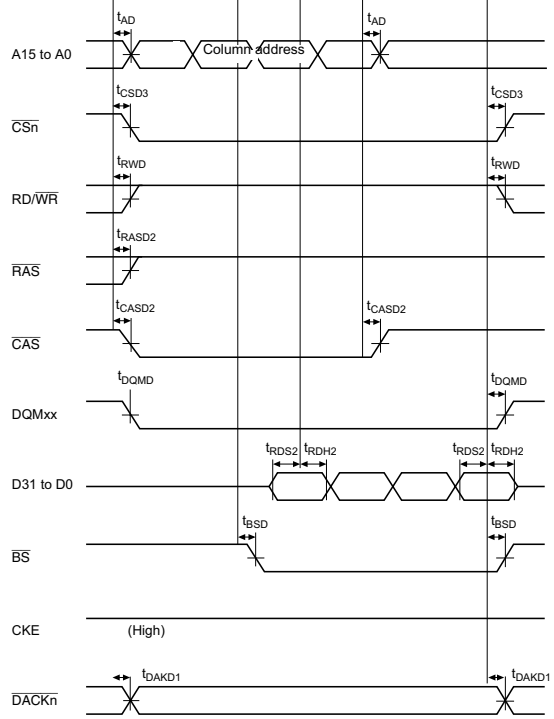 tAD tAD
A15 to A0 Column address
tCSD3 tCSD3
CSn
tRWD tRWD
RD/WR
tRASD2
RAS
tCASD2 tCASD2
CAS
tDQMD tDQMD
DQMxx
tRDS2 tRDH2 tRDS2 tRDH2
D31 to D0
tBSD tBSD
BS
CKE (High)
tDAKD1 tDAKD1
DACKn